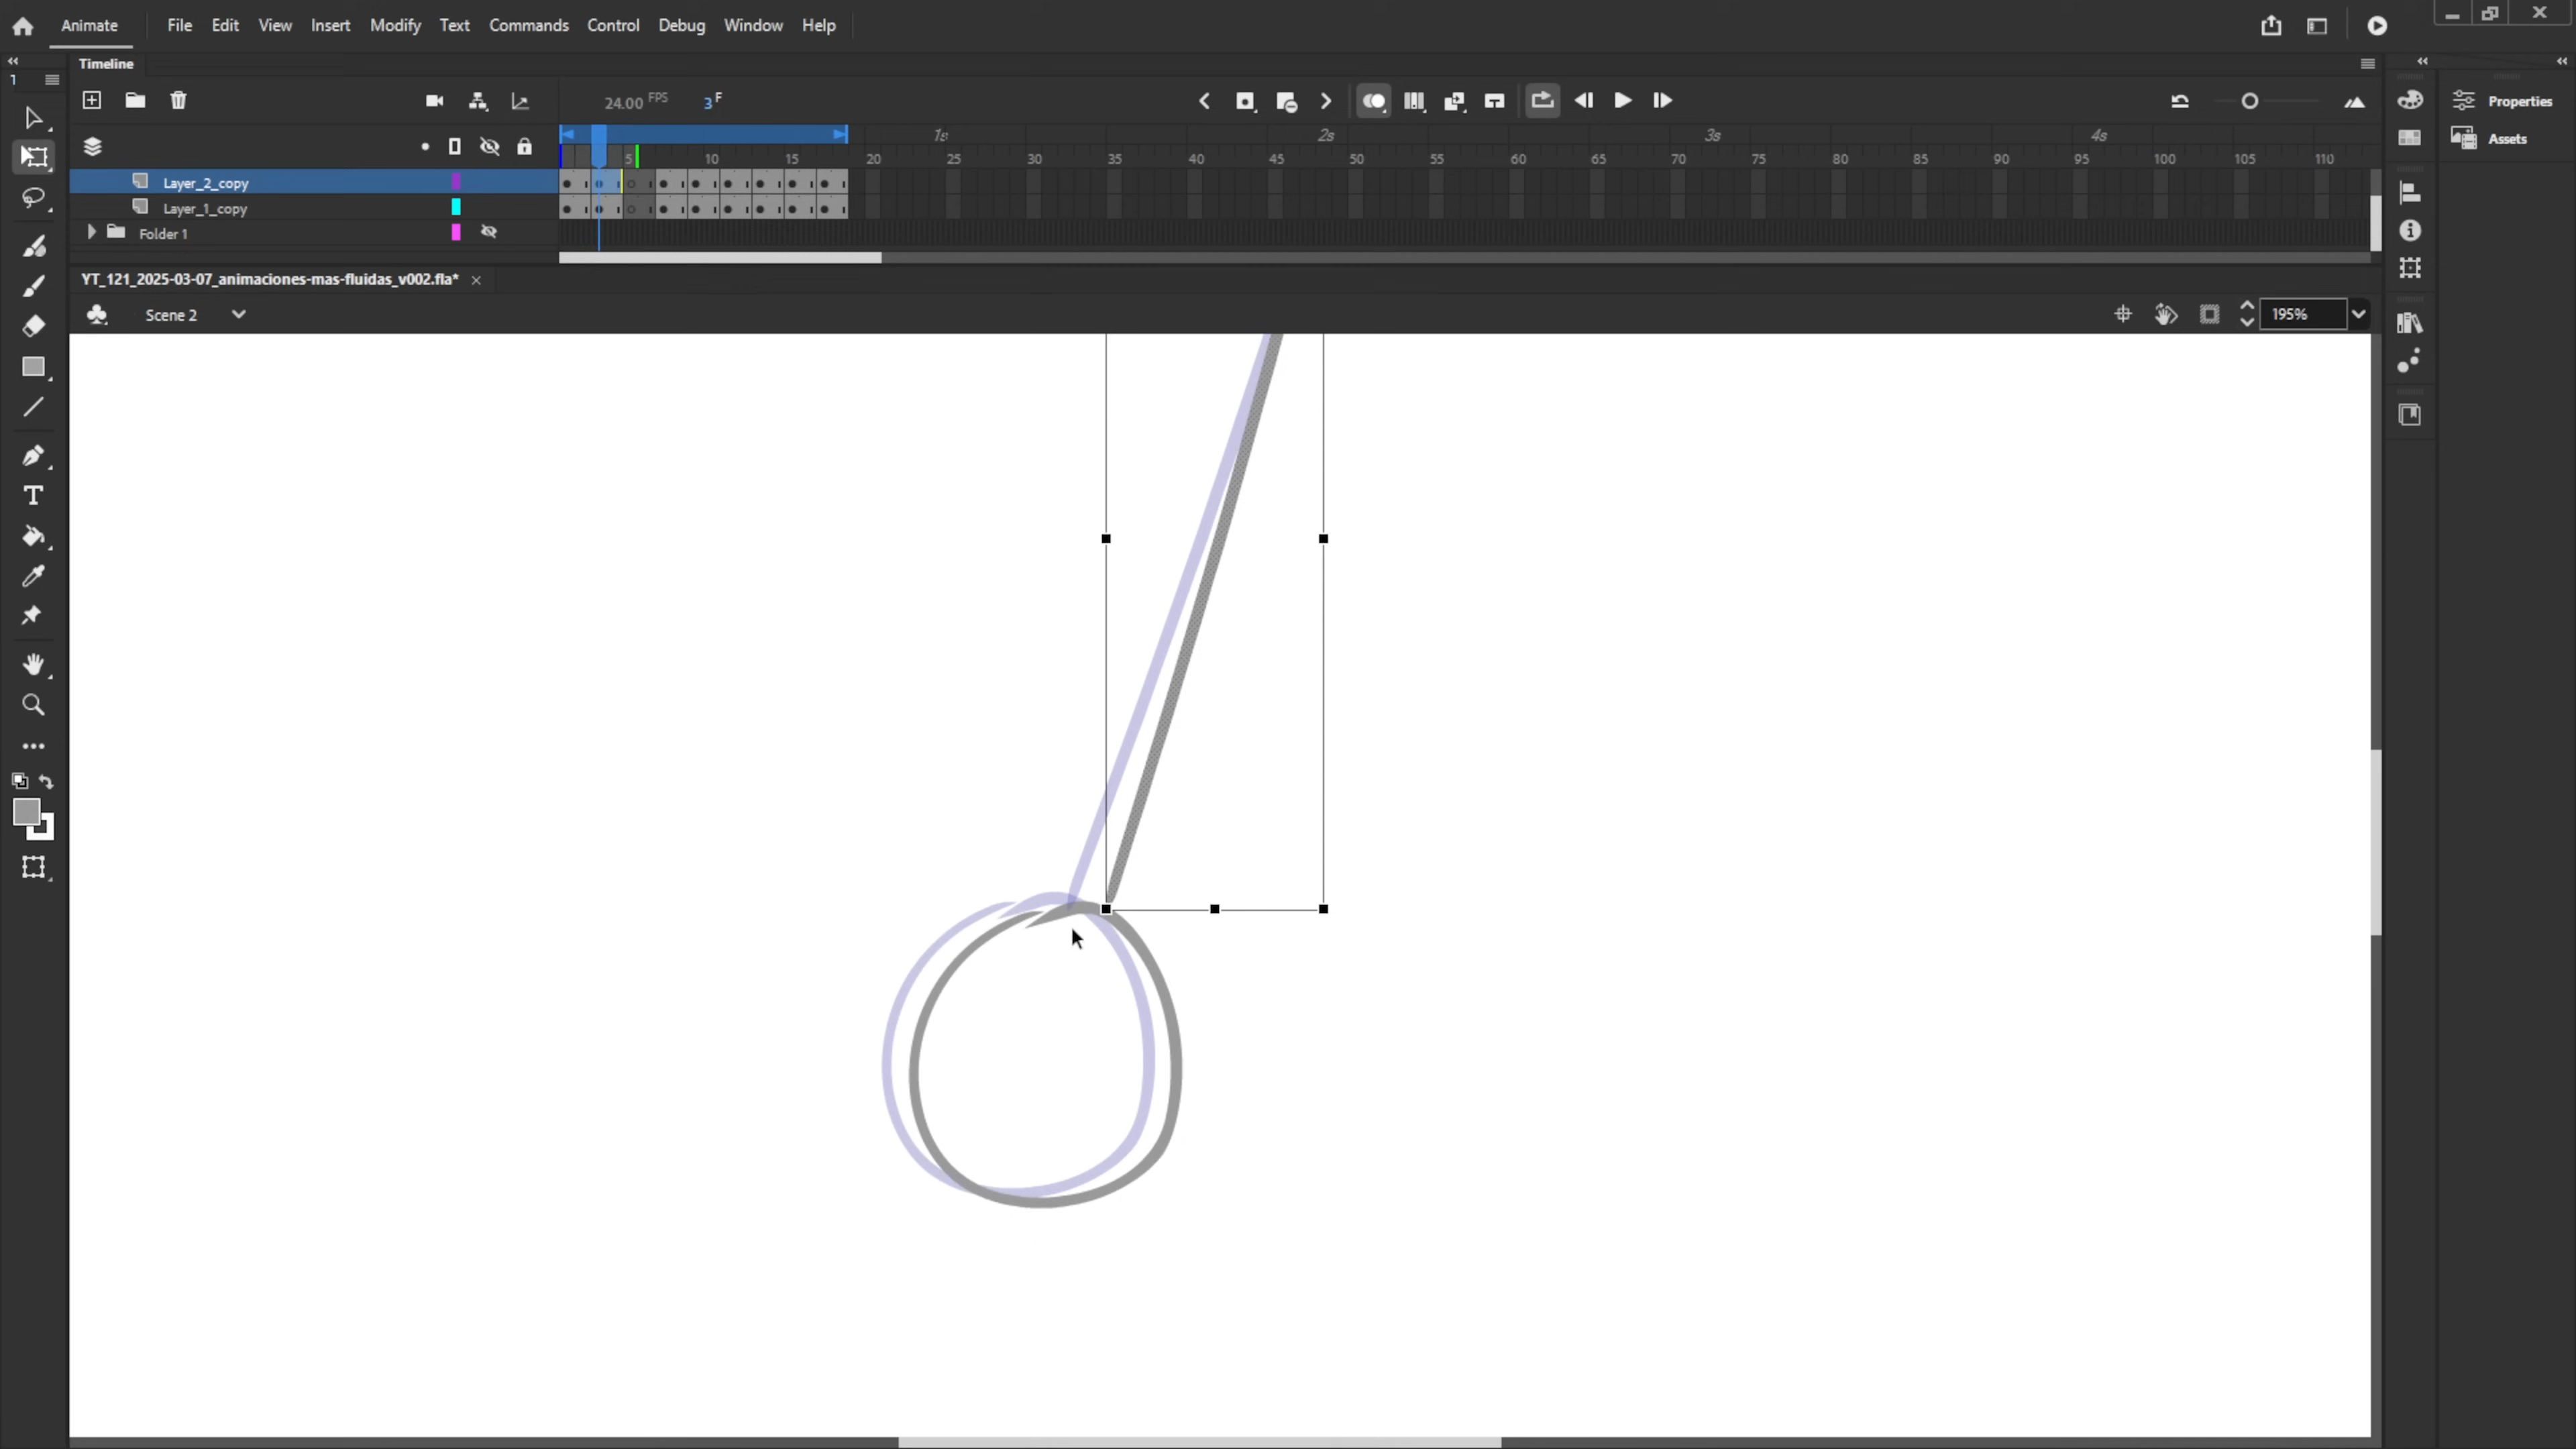 Animate File Edit View Insert Modify Text Commands Control Debug Window Help
Timeline
1
24.00 FPS 3 F
Properties
Assets
1s 2s 3s 4s
5 10 15 20 25 30 35 40 45 50 55 60 65 70 75 80 85 90 95 100 105 110
Layer_2_copy
Layer_1_copy
Folder 1
YT_121_2025-03-07_animaciones-mas-fluidas_v002.fla*
Scene 2
195%